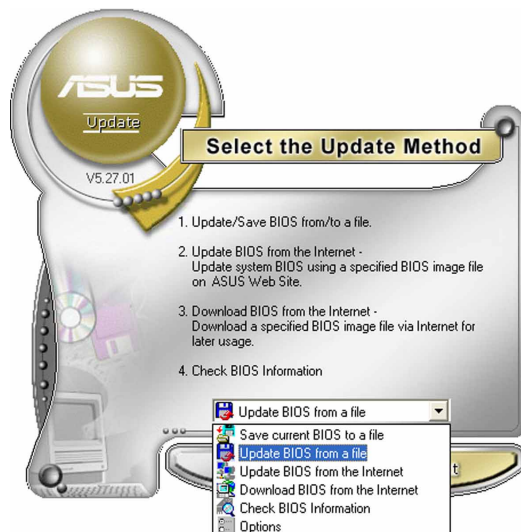 ASUS
Update
V5.27.01
Select the Update Method
1. Update/Save BIOS from/to a file.
2. Update BIOS from the Internet -
Update system BIOS using a specified BIOS image file
on ASUS Web Site.
3. Download BIOS from the Internet -
Download a specified BIOS image file via Internet for
later usage.
4. Check BIOS Information
Update BIOS from a file
Save current BIOS to a file
Update BIOS from a file
Update BIOS from the Internet
Download BIOS from the Internet
Check BIOS Information
Options